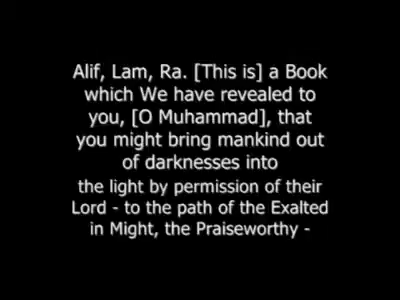 Alif, Lam, Ra. [This is] a Book
which We have revealed to
you, [O Muhammad], that
you might bring mankind out
of darknesses into
the light by permission of their
Lord - to the path of the Exalted
in Might, the Praiseworthy -